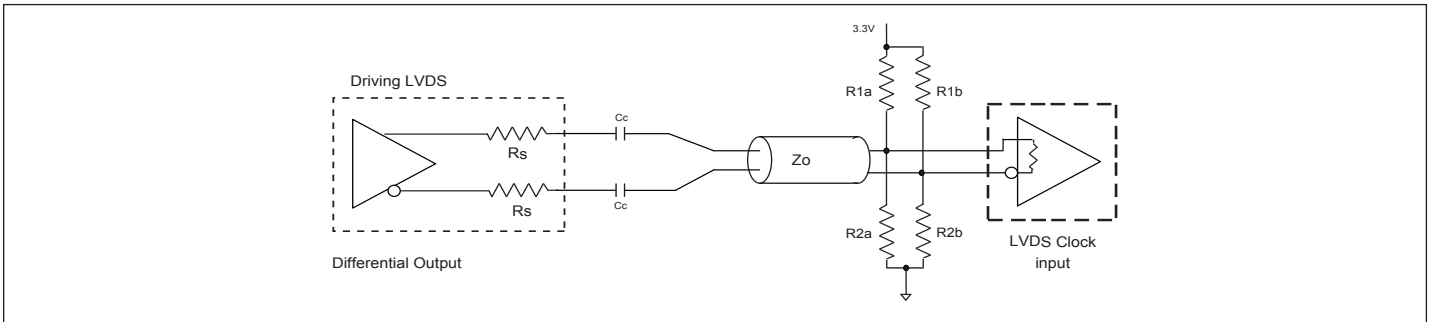 3.3V
Driving LVDS
R1a
R1b
Cc
Rs
Zo
Rs
Cc
R2a
R2b
LVDS Clock
input
Differential Output